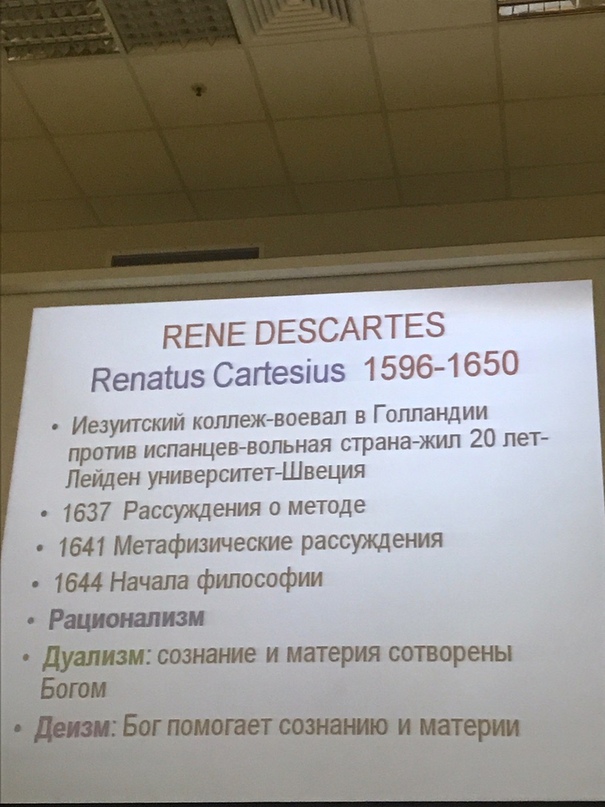 RENE DESCARTES
Renatus Cartesius 1596-1650
• Иезуитский коллеж-воевал в Голландии
против испанцев-вольная страна-жил 20 лет-
Лейден университет-Швеция
• 1637 Рассуждения о методе
• 1641 Метафизические рассуждения
• 1644 Начала философии
• Рационализм
• Дуализм: сознание и материя сотворены
Богом
• Деизм: Бог помогает сознанию и материи